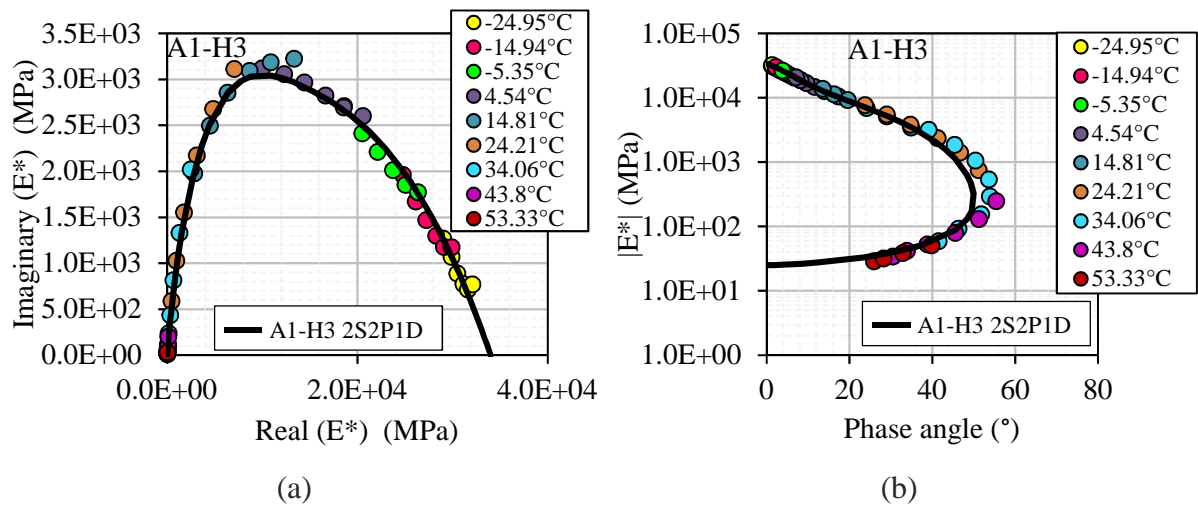 A1-H3
Imaginary (E*) (MPa)
3.5E+03
3.0E+03
2.5E+03
2.0E+03
1.5E+03
1.0E+03
5.0E+02
0.0E+00
0.0E+00 2.0E+04 4.0E+04
Real (E*) (MPa)
-24.95°C
-14.94°C
-5.35°C
4.54°C
14.81°C
24.21°C
34.06°C
43.8°C
53.33°C
A1-H3 2S2P1D
(a)
A1-H3
|E*| (MPa)
1.0E+05
1.0E+04
1.0E+03
1.0E+02
1.0E+01
1.0E+00
0 20 40 60 80
Phase angle (°)
-24.95°C
-14.94°C
-5.35°C
4.54°C
14.81°C
24.21°C
34.06°C
43.8°C
53.33°C
A1-H3 2S2P1D
(b)